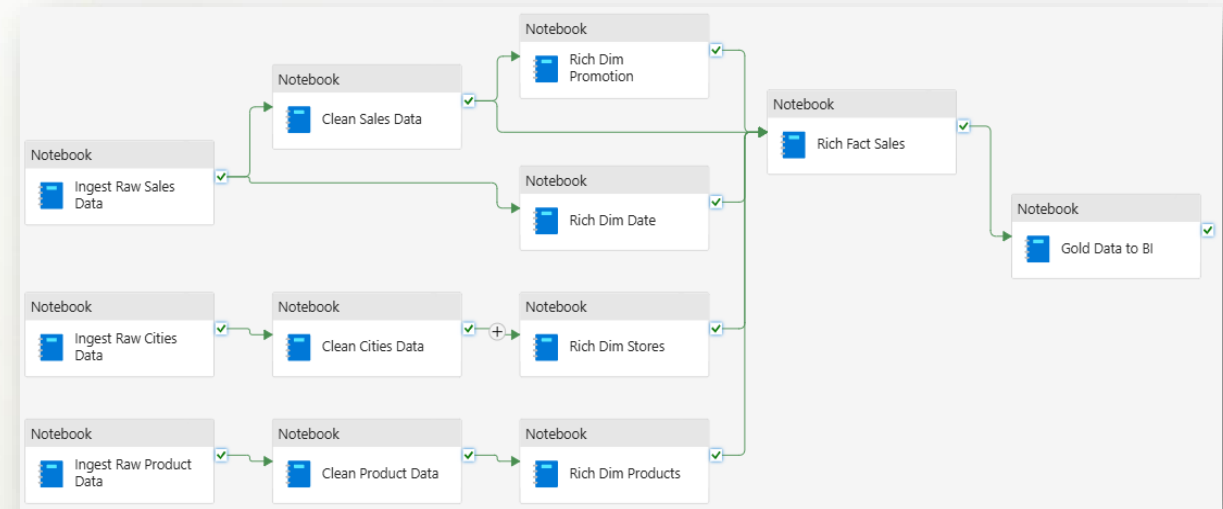 Notebook
Rich Dim
Promotion
Notebook
Clean Sales Data
Notebook
Rich Fact Sales
Notebook
Ingest Raw Sales
Data
Notebook
Rich Dim Date
Notebook
Gold Data to BI
Notebook
Ingest Raw Cities
Data
Notebook
Clean Cities Data
Notebook
Rich Dim Stores
Notebook
Ingest Raw Product
Data
Notebook
Clean Product Data
Notebook
Rich Dim Products